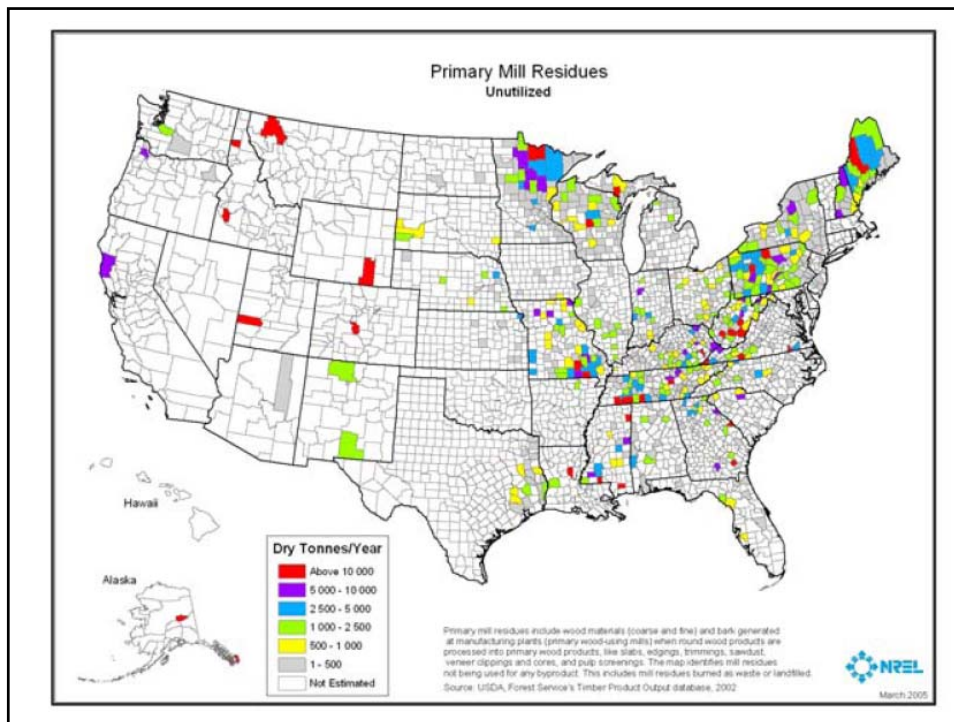 Primary Mill Residues
Unutilized
Hawaii
Alaska
Dry Tonnes/Year
Above 10 000
5 000 - 10 000
2 500 - 5 000
1 000 - 2 500
500 - 1 000
1 - 500
Not Estimated
Primary mill residues include wood materials (coarse and fine) and bark generated
at manufacturing plants (primary wood-using mills) when round wood products are
processed into primary wood products, like slabs, edgings, trimmings, sawdust,
veneer clippings and cores, and pulp screenings. The map identifies mill residues
not being used for any byproduct. This includes mill residues burned as waste or landfilled.
Source: USDA, Forest Service's Timber Product Output database, 2002
NREL
March 2005